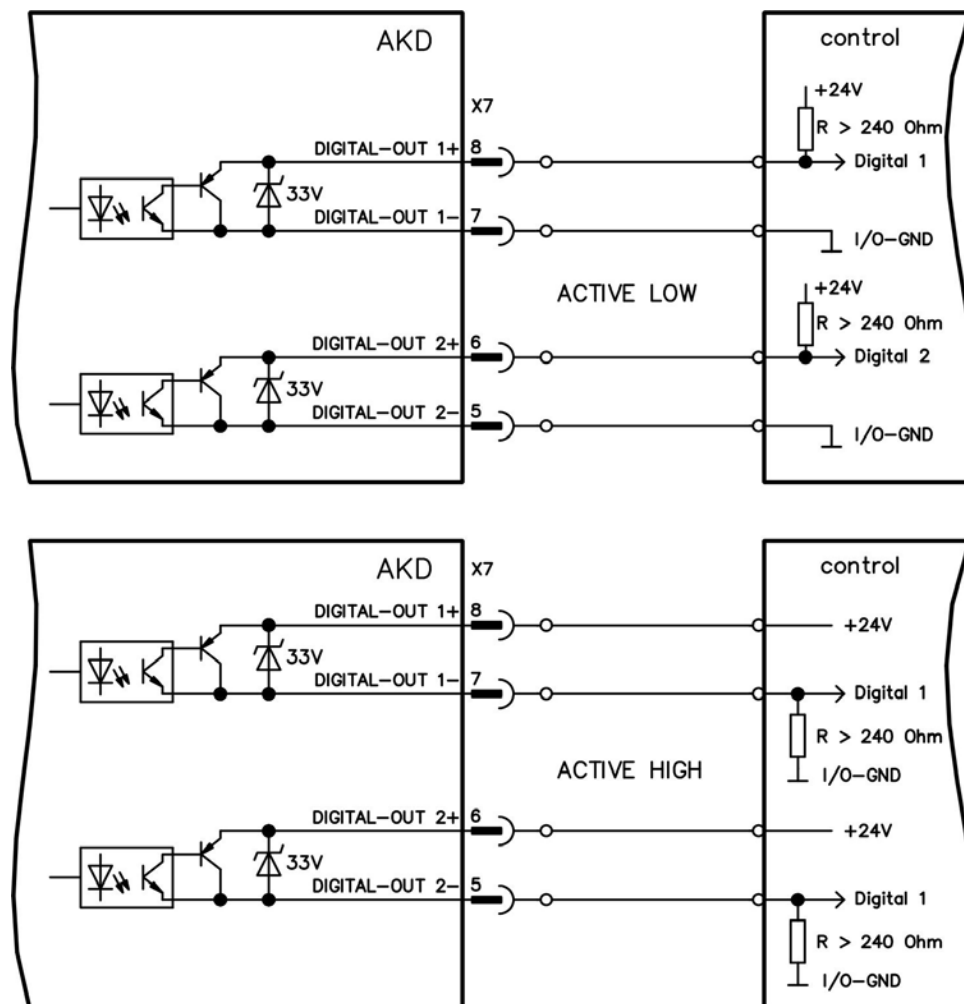 AKD
control
X7
+24V
R > 240 Ohm
DIGITAL-OUT 1+ 8
Digital 1
33V
DIGITAL-OUT 1- 7
I/O-GND
ACTIVE LOW
+24V
R > 240 Ohm
DIGITAL-OUT 2+ 6
Digital 2
33V
DIGITAL-OUT 2- 5
I/O-GND
AKD
X7
control
DIGITAL-OUT 1+ 8
+24V
33V
DIGITAL-OUT 1- 7
Digital 1
R > 240 Ohm
ACTIVE HIGH
I/O-GND
DIGITAL-OUT 2+ 6
+24V
33V
DIGITAL-OUT 2- 5
Digital 1
R > 240 Ohm
I/O-GND